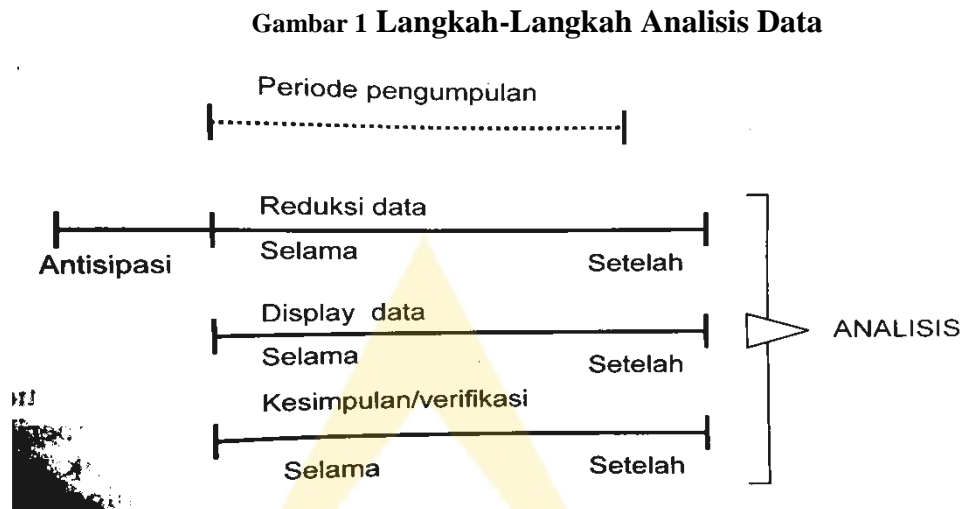 Gambar 1 Langkah-Langkah Analisis Data
Periode pengumpulan
Reduksi data
Antisipasi
Selama
Setelah
Display data
Selama
Setelah
ANALISIS
Kesimpulan/verifikasi
Selama
Setelah